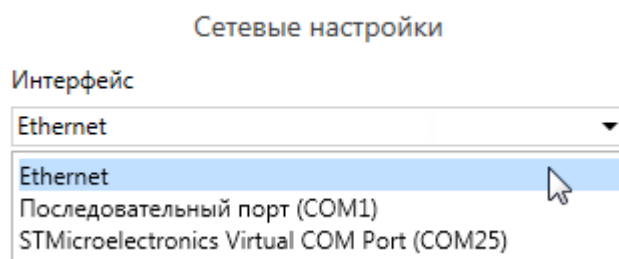 Сетевые настройки
Интерфейс
Ethernet
Ethernet
Последовательный порт (COM1)
STMicroelectronics Virtual COM Port (COM25)